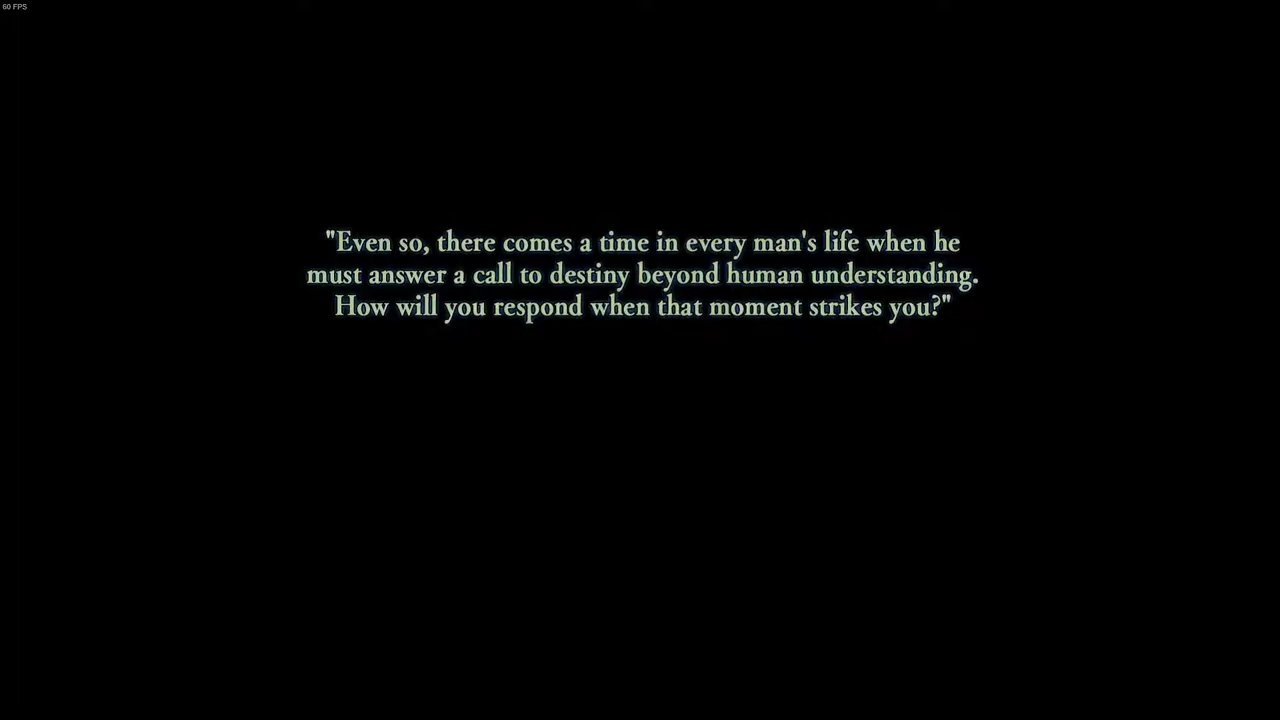 60 FPS
"Even so, there comes a time in every man's life when he
must answer a call to destiny beyond human understanding.
How will you respond when that moment strikes you?"